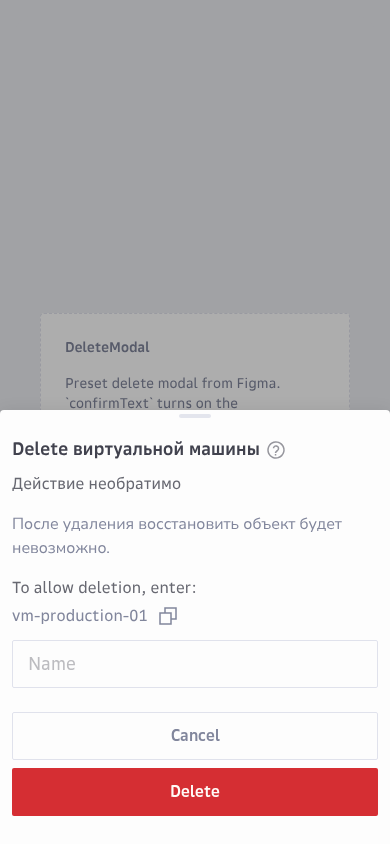 DeleteModal
Preset delete modal from Figma.
`confirmText` turns on the
Delete виртуальной машины
Действие необратимо
После удаления восстановить объект будет
невозможно.
To allow deletion, enter:
vm-production-01
Name
Cancel
Delete